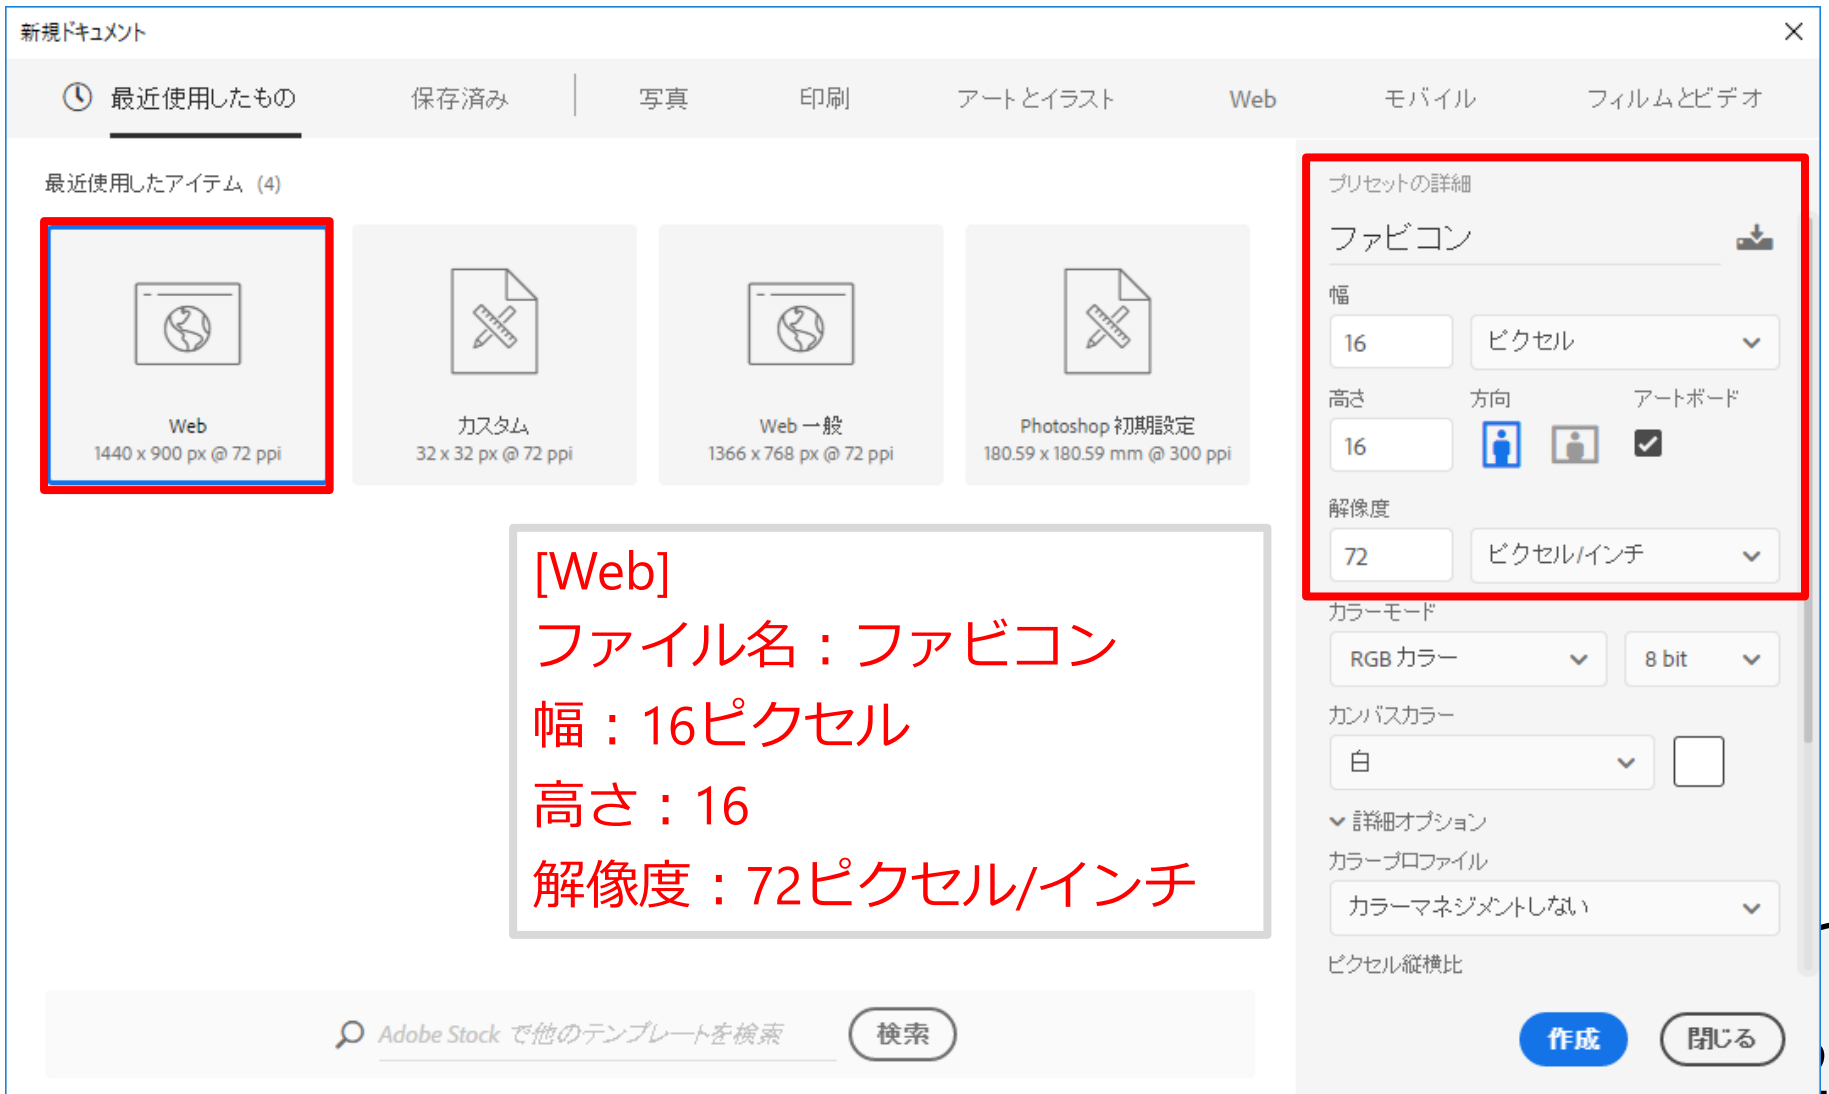 新規ドキュメント
最近使用したもの 保存済み 写真 印刷 アートとイラスト Web モバイル フィルムとビデオ
最近使用したアイテム (4)
Web
1440 x 900 px @ 72 ppi
カスタム
32 x 32 px @ 72 ppi
Web 一般
1366 x 768 px @ 72 ppi
Photoshop 初期設定
180.59 x 180.59 mm @ 300 ppi
[Web]
ファイル名：ファビコン
幅：16ピクセル
高さ：16
解像度：72ピクセル/インチ
Adobe Stock で他のテンプレートを検索 検索
プリセットの詳細
ファビコン
幅
16 ピクセル
高さ 方向 アートボード
16
解像度
72 ピクセル/インチ
カラーモード
RGB カラー 8 bit
カンバスカラー
白
詳細オプション
カラープロファイル
カラーマネジメントしない
ピクセル縦横比
作成 閉じる